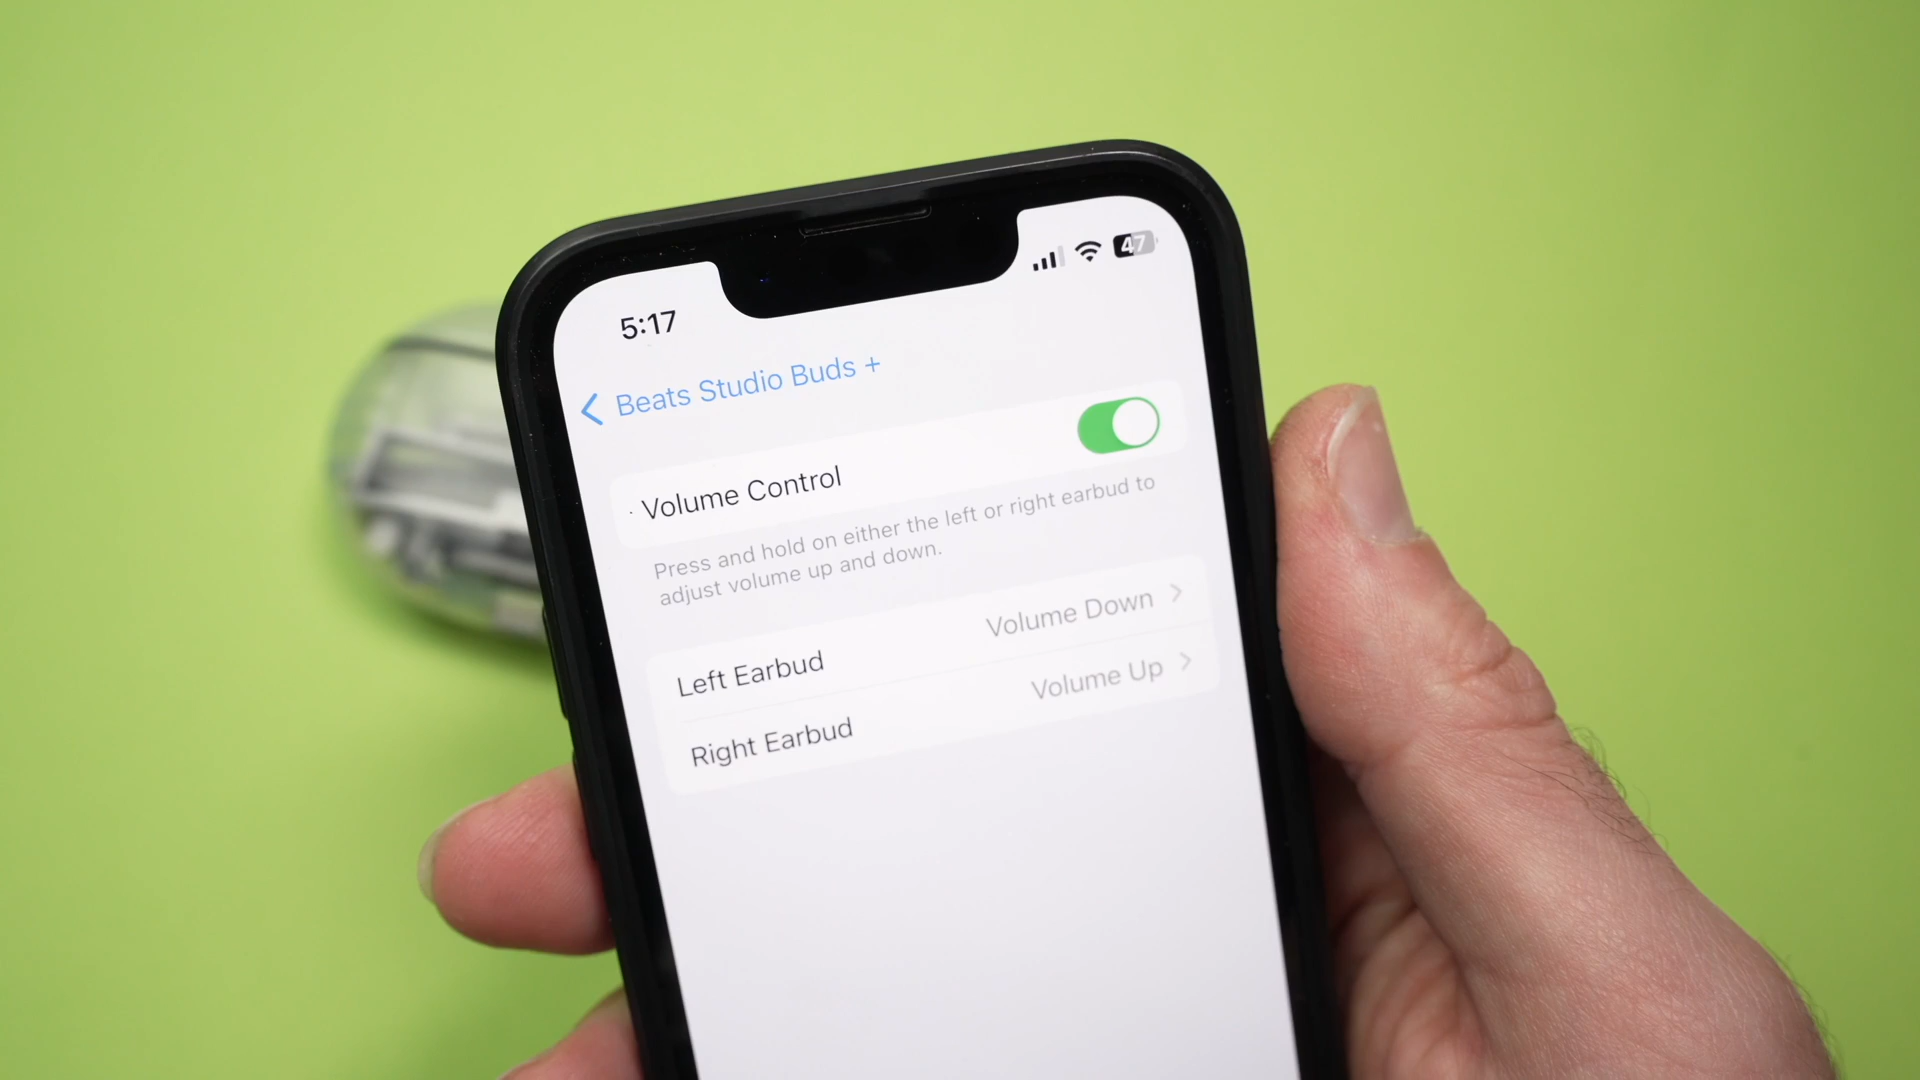 5:17
47
Beats Studio Buds +
Volume Control
Press and hold on either the left or right earbud to
adjust volume up and down.
Left Earbud Volume Down
Right Earbud Volume Up